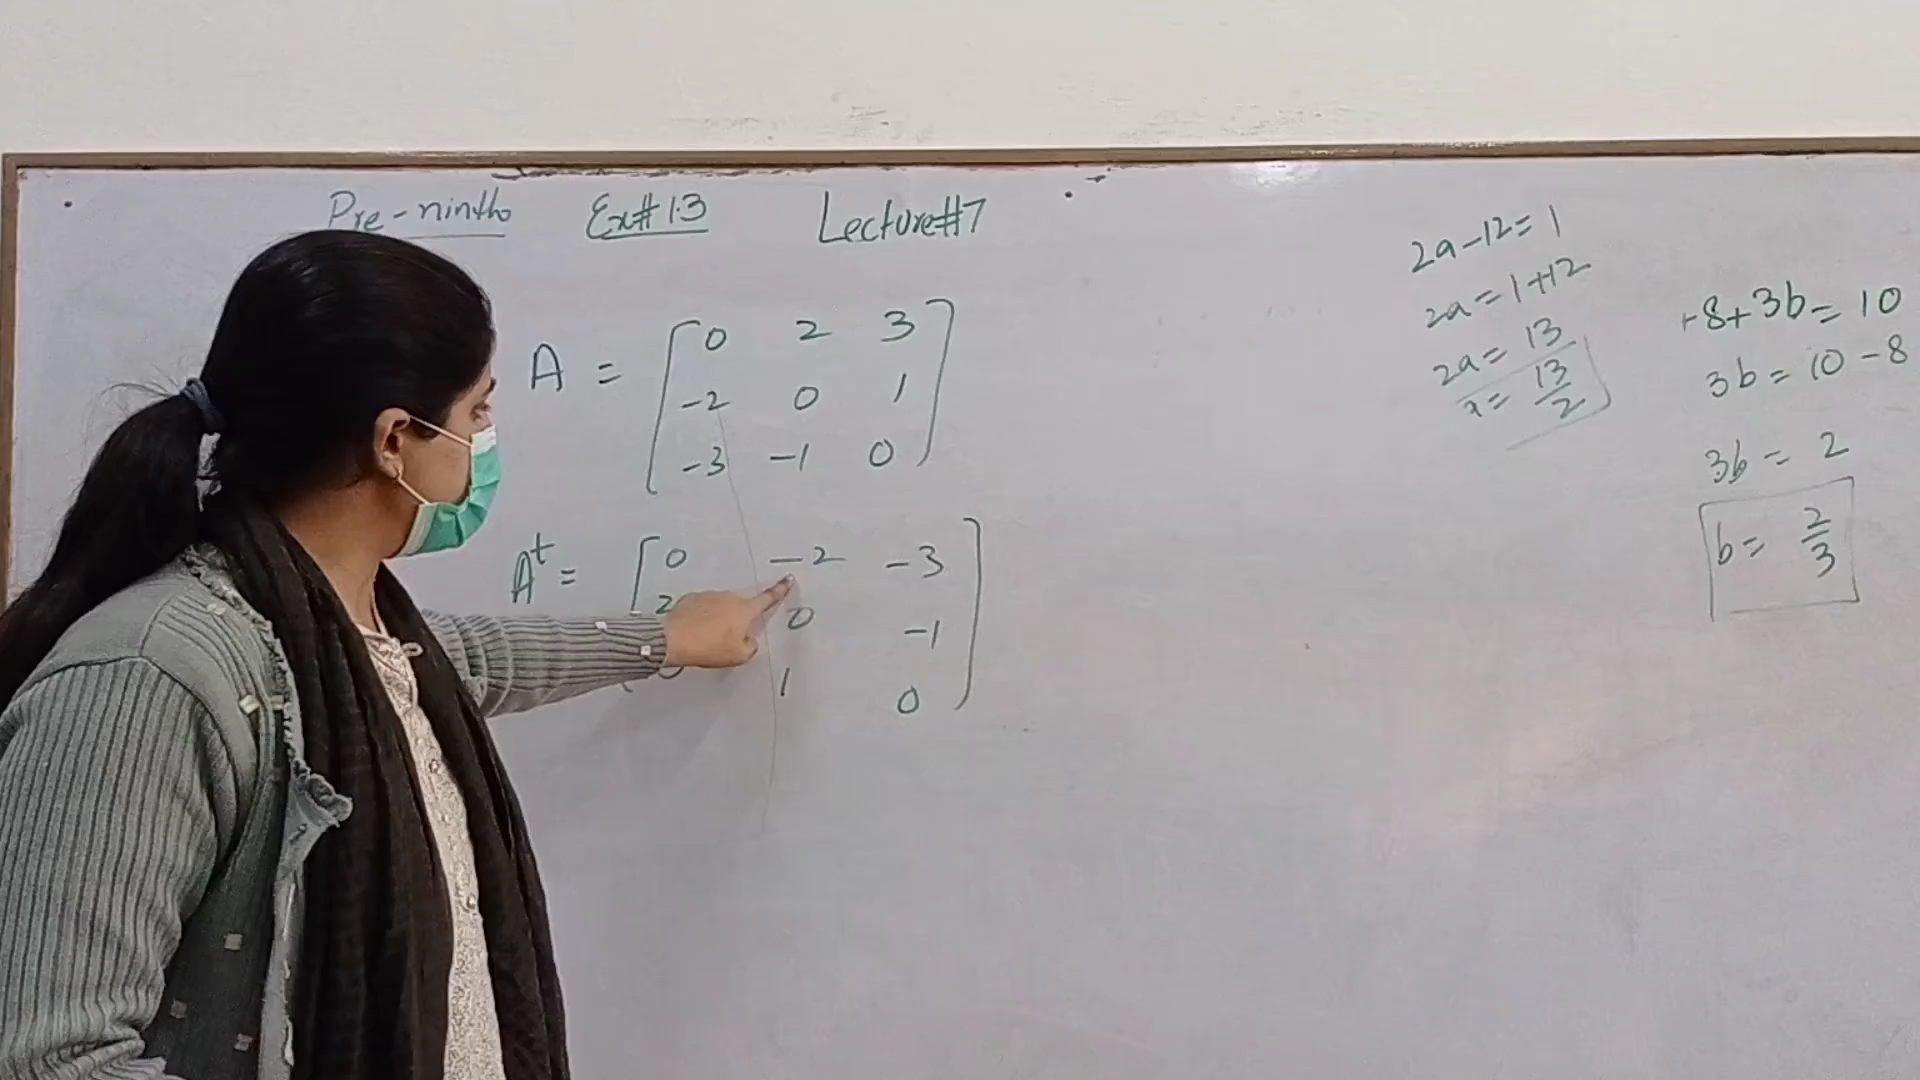 Pre-ninth Ex#1.3 Lecture#7
A = [0 2 3
-2 0 1
-3 -1 0]
A^t = [0 -2 -3
2 0 -1
1 0]
2a-12=1
2a=1+12
2a=13
x=13/2
+8+3b=10
3b=10-8
3b=2
b=2/3